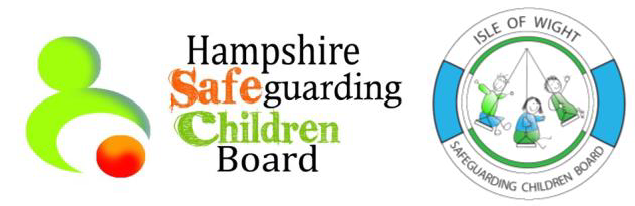 Hampshire
Safeguarding
Children
Board
ISLE OF WIGHT
SAFEGUARDING CHILDREN BOARD